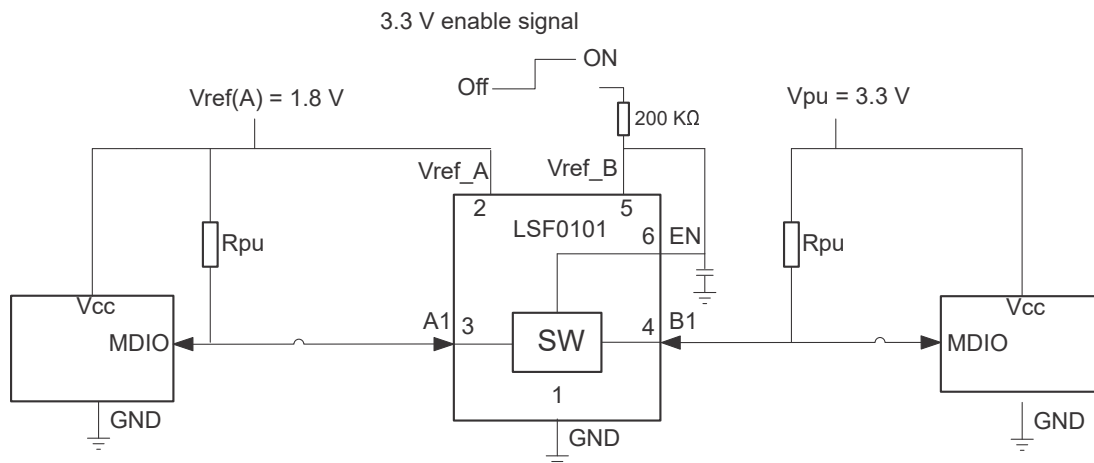 3.3 V enable signal
ON
Off
Vref(A) = 1.8 V
Vpu = 3.3 V
200 KΩ
Vref_A
Vref_B
2
5
LSF0101
6
EN
Rpu
Rpu
Vcc
Vcc
A1
3
4
B1
MDIO
SW
MDIO
1
GND
GND
GND